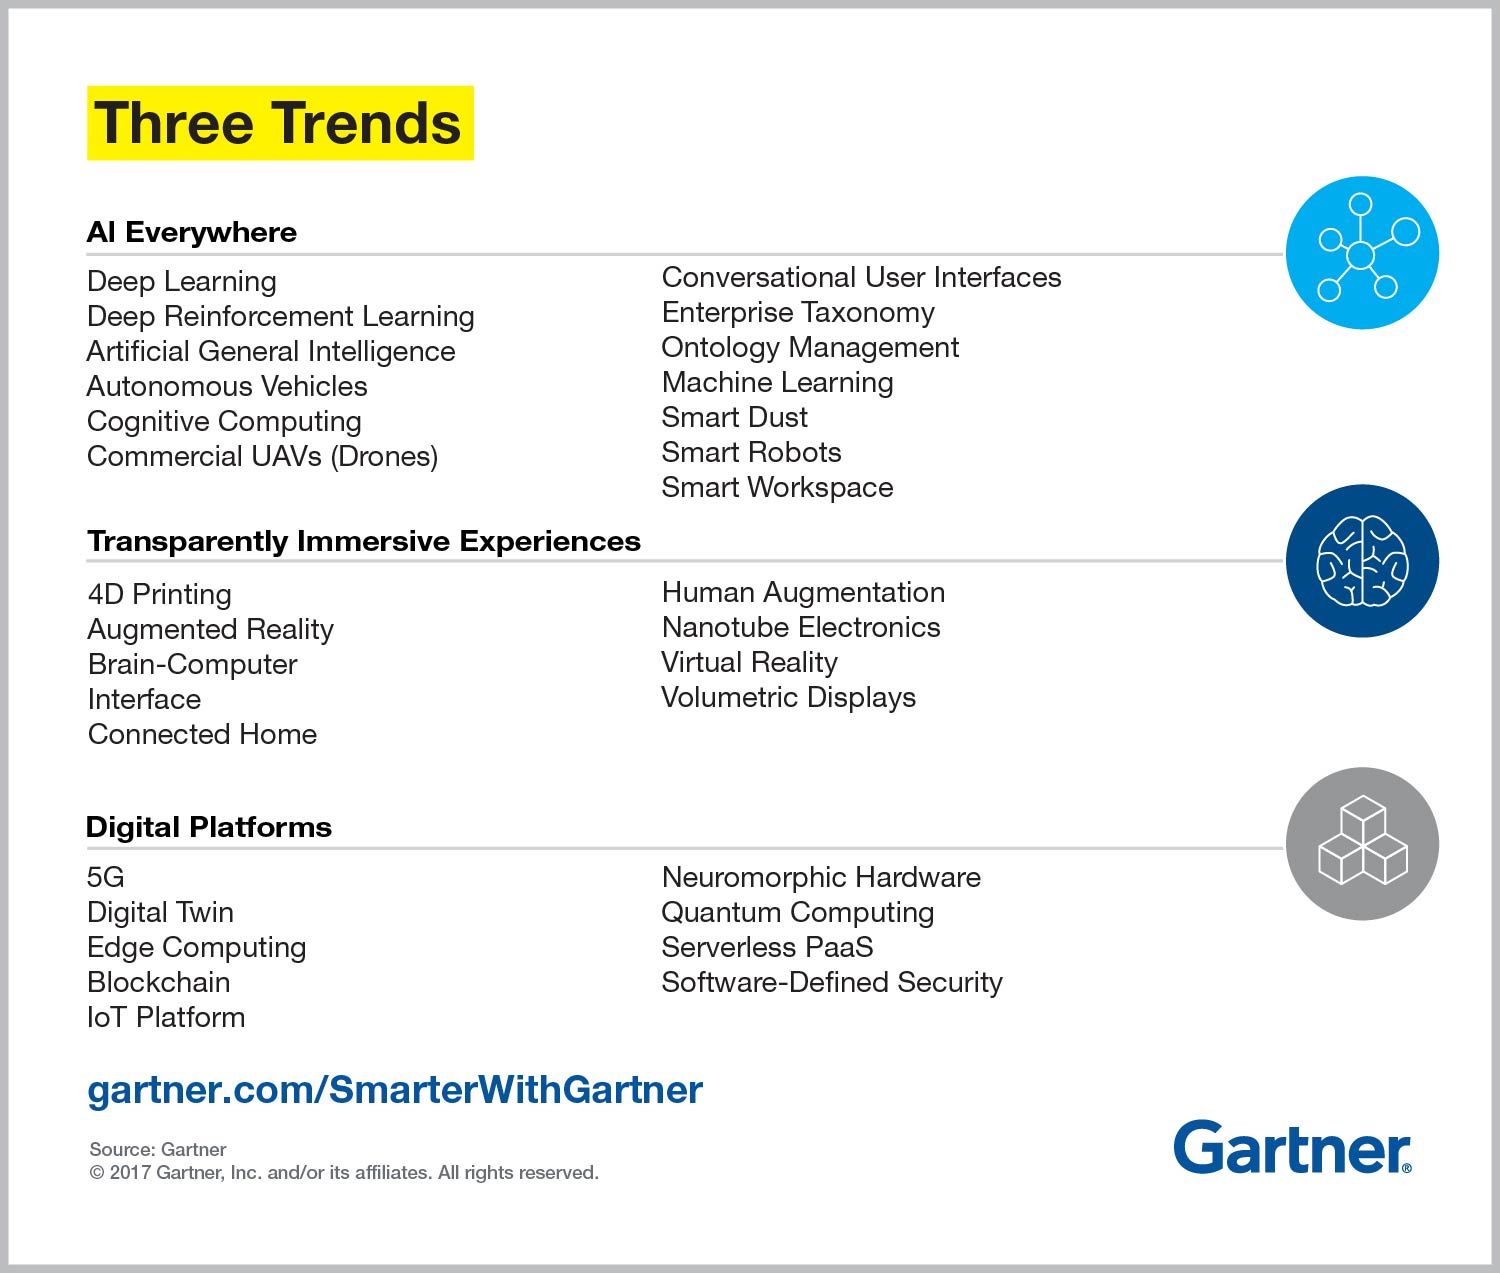 Three Trends
AI Everywhere
Deep Learning
Deep Reinforcement Learning
Artificial General Intelligence
Autonomous Vehicles
Cognitive Computing
Commercial UAVs (Drones)
Conversational User Interfaces
Enterprise Taxonomy
Ontology Management
Machine Learning
Smart Dust
Smart Robots
Smart Workspace
Transparently Immersive Experiences
4D Printing
Augmented Reality
Brain-Computer
Interface
Connected Home
Human Augmentation
Nanotube Electronics
Virtual Reality
Volumetric Displays
Digital Platforms
5G
Digital Twin
Edge Computing
Blockchain
IoT Platform
Neuromorphic Hardware
Quantum Computing
Serverless PaaS
Software-Defined Security
gartner.com/SmarterWithGartner
Source: Gartner
© 2017 Gartner, Inc. and/or its affiliates. All rights reserved.
Gartner®